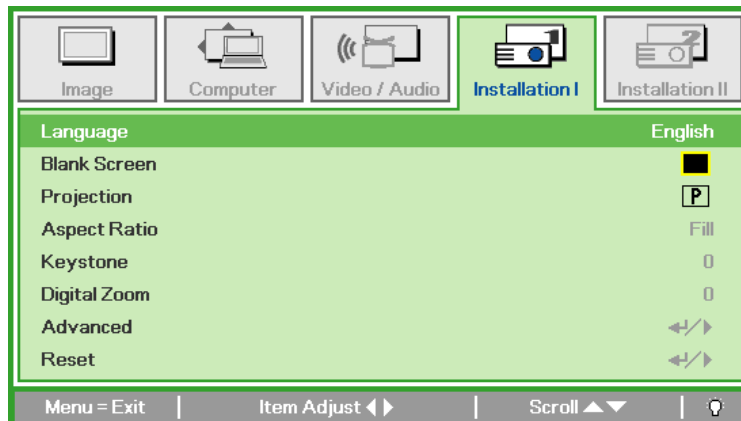 Image Computer Video / Audio Installation I Installation II
Language English
Blank Screen
Projection P
Aspect Ratio Fill
Keystone 0
Digital Zoom 0
Advanced
Reset
Menu = Exit Item Adjust Scroll